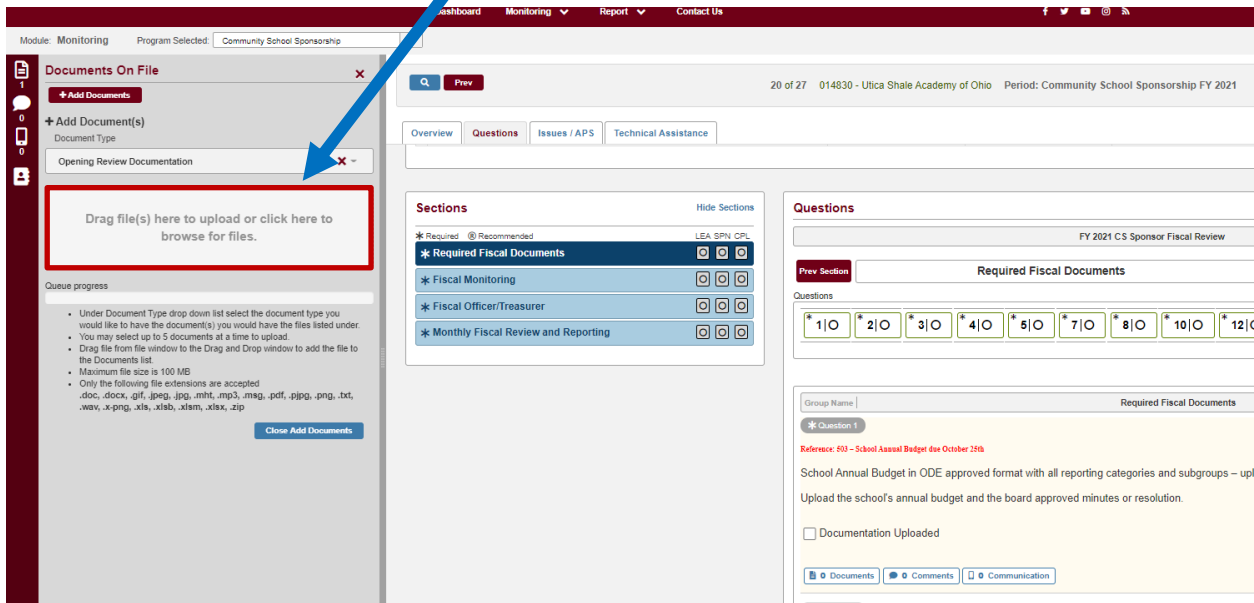 Dashboard Monitoring Report Contact Us
Module: Monitoring Program Selected: Community School Sponsorship
1
0
0
Documents On File
+ Add Documents
+ Add Document(s)
Document Type
Opening Review Documentation
Drag file(s) here to upload or click here to
browse for files.
Queue progress
• Under Document Type drop down list select the document type you
would like to have the document(s) you would have the files listed under.
• You may select up to 5 documents at a time to upload.
• Drag file from file window to the Drag and Drop window to add the file to
the Documents list.
• Maximum file size is 100 MB
• Only the following file extensions are accepted
.doc, .docx, .gif, .jpeg, .jpg, .mht, .mp3, .msg, .pdf, .pjpg, .png, .txt,
.wav, .x-png, .xls, .xlsb, .xlsm, .xlsx, .zip
Close Add Documents
Prev
20 of 27 014830 - Utica Shale Academy of Ohio Period: Community School Sponsorship FY 2021
Overview Questions Issues / APS Technical Assistance
Sections Hide Sections
* Required ® Recommended LEA SPN CPL
* Required Fiscal Documents O O O
* Fiscal Monitoring O O O
* Fiscal Officer/Treasurer O O O
* Monthly Fiscal Review and Reporting O O O
Questions
FY 2021 CS Sponsor Fiscal Review
Prev Section Required Fiscal Documents
Questions
* 1|O * 2|O * 3|O * 4|O * 5|O * 7|O * 8|O * 10|O * 12|O
Group Name Required Fiscal Documents
* Question 1
Reference: 503 – School Annual Budget due October 25th
School Annual Budget in ODE approved format with all reporting categories and subgroups – upl
Upload the school's annual budget and the board approved minutes or resolution.
Documentation Uploaded
0 Documents 0 Comments 0 Communication